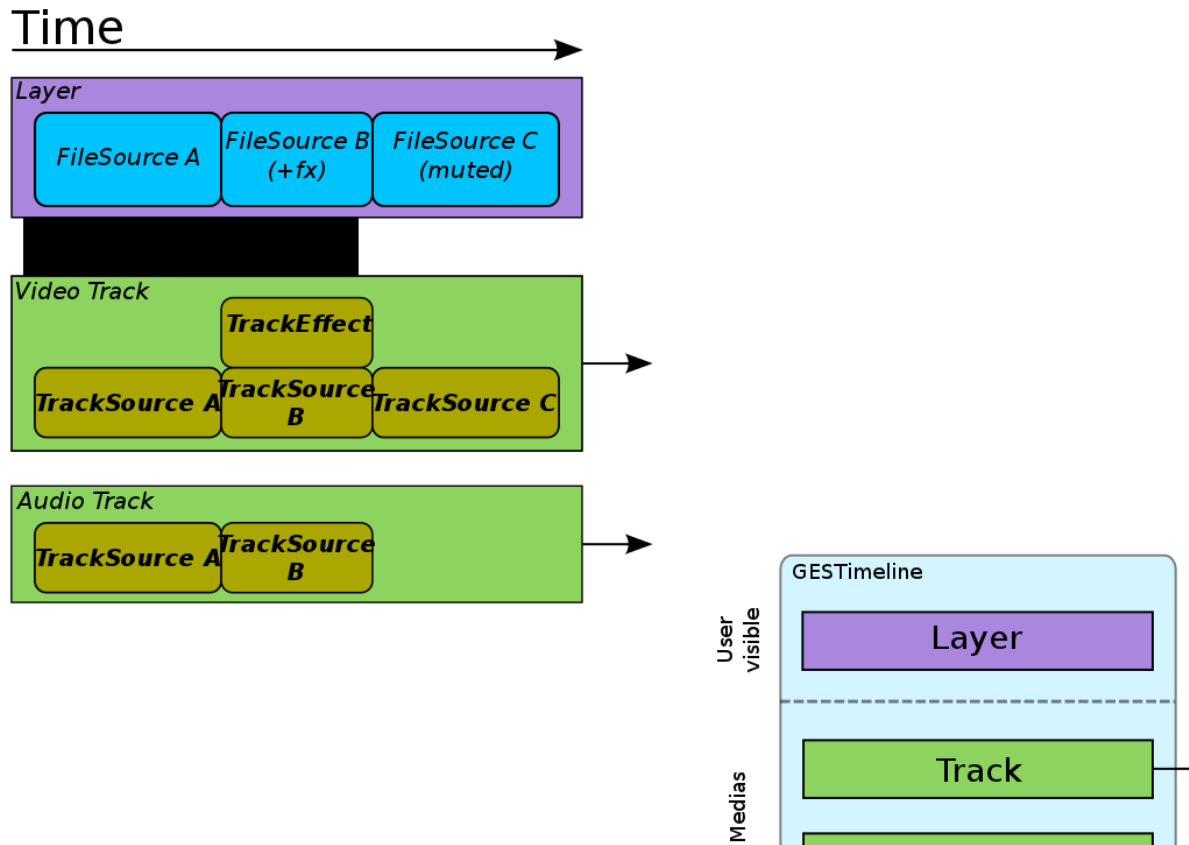 Time
Layer
FileSource A
FileSource B
(+fx)
FileSource C
(muted)
Video Track
TrackEffect
TrackSource A
TrackSource
B
TrackSource C
Audio Track
TrackSource A
TrackSource
B
GESTimeline
User
visible
Layer
Track
Medias